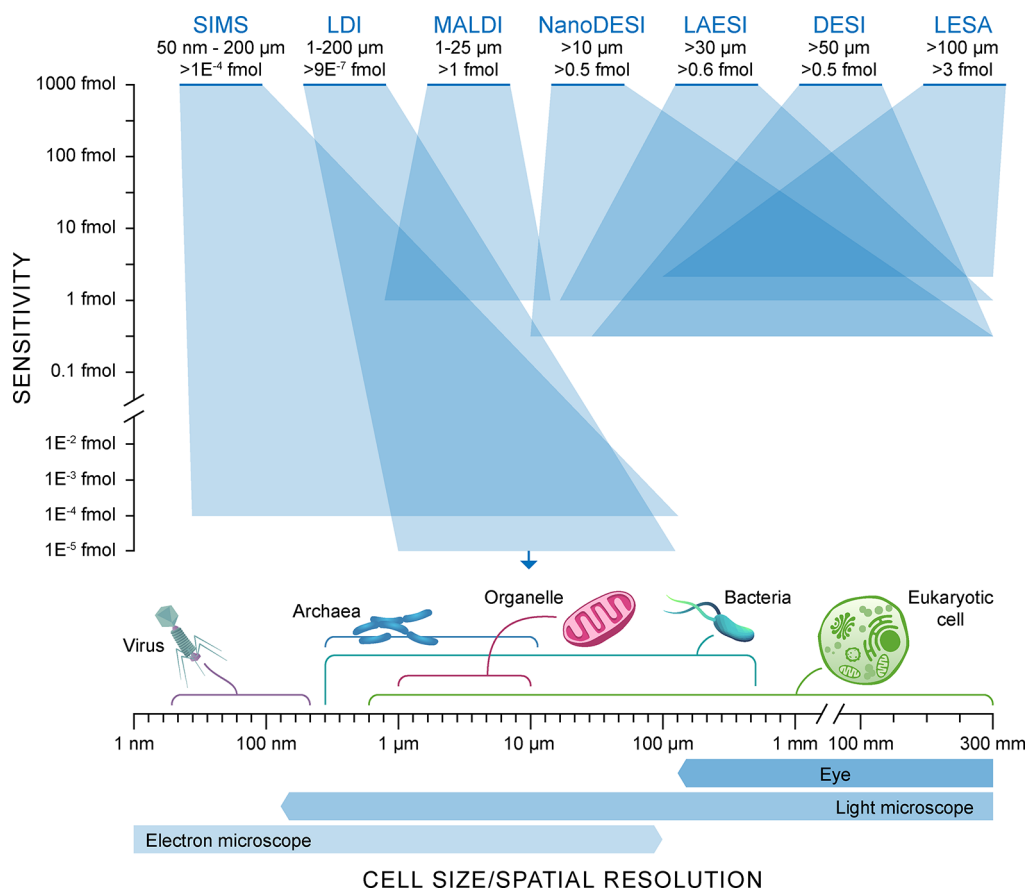 SIMS
50 nm - 200 µm
>1E⁻⁴ fmol
LDI
1-200 µm
>9E⁻⁷ fmol
MALDI
1-25 µm
>1 fmol
NanoDESI
>10 µm
>0.5 fmol
LAESI
>30 µm
>0.6 fmol
DESI
>50 µm
>0.5 fmol
LESA
>100 µm
>3 fmol
SENSITIVITY
1000 fmol
100 fmol
10 fmol
1 fmol
0.1 fmol
1E⁻² fmol
1E⁻³ fmol
1E⁻⁴ fmol
1E⁻⁵ fmol
Virus
Archaea
Organelle
Bacteria
Eukaryotic
cell
1 nm
100 nm
1 µm
10 µm
100 µm
1 mm
100 mm
300 mm
Eye
Light microscope
Electron microscope
CELL SIZE/SPATIAL RESOLUTION